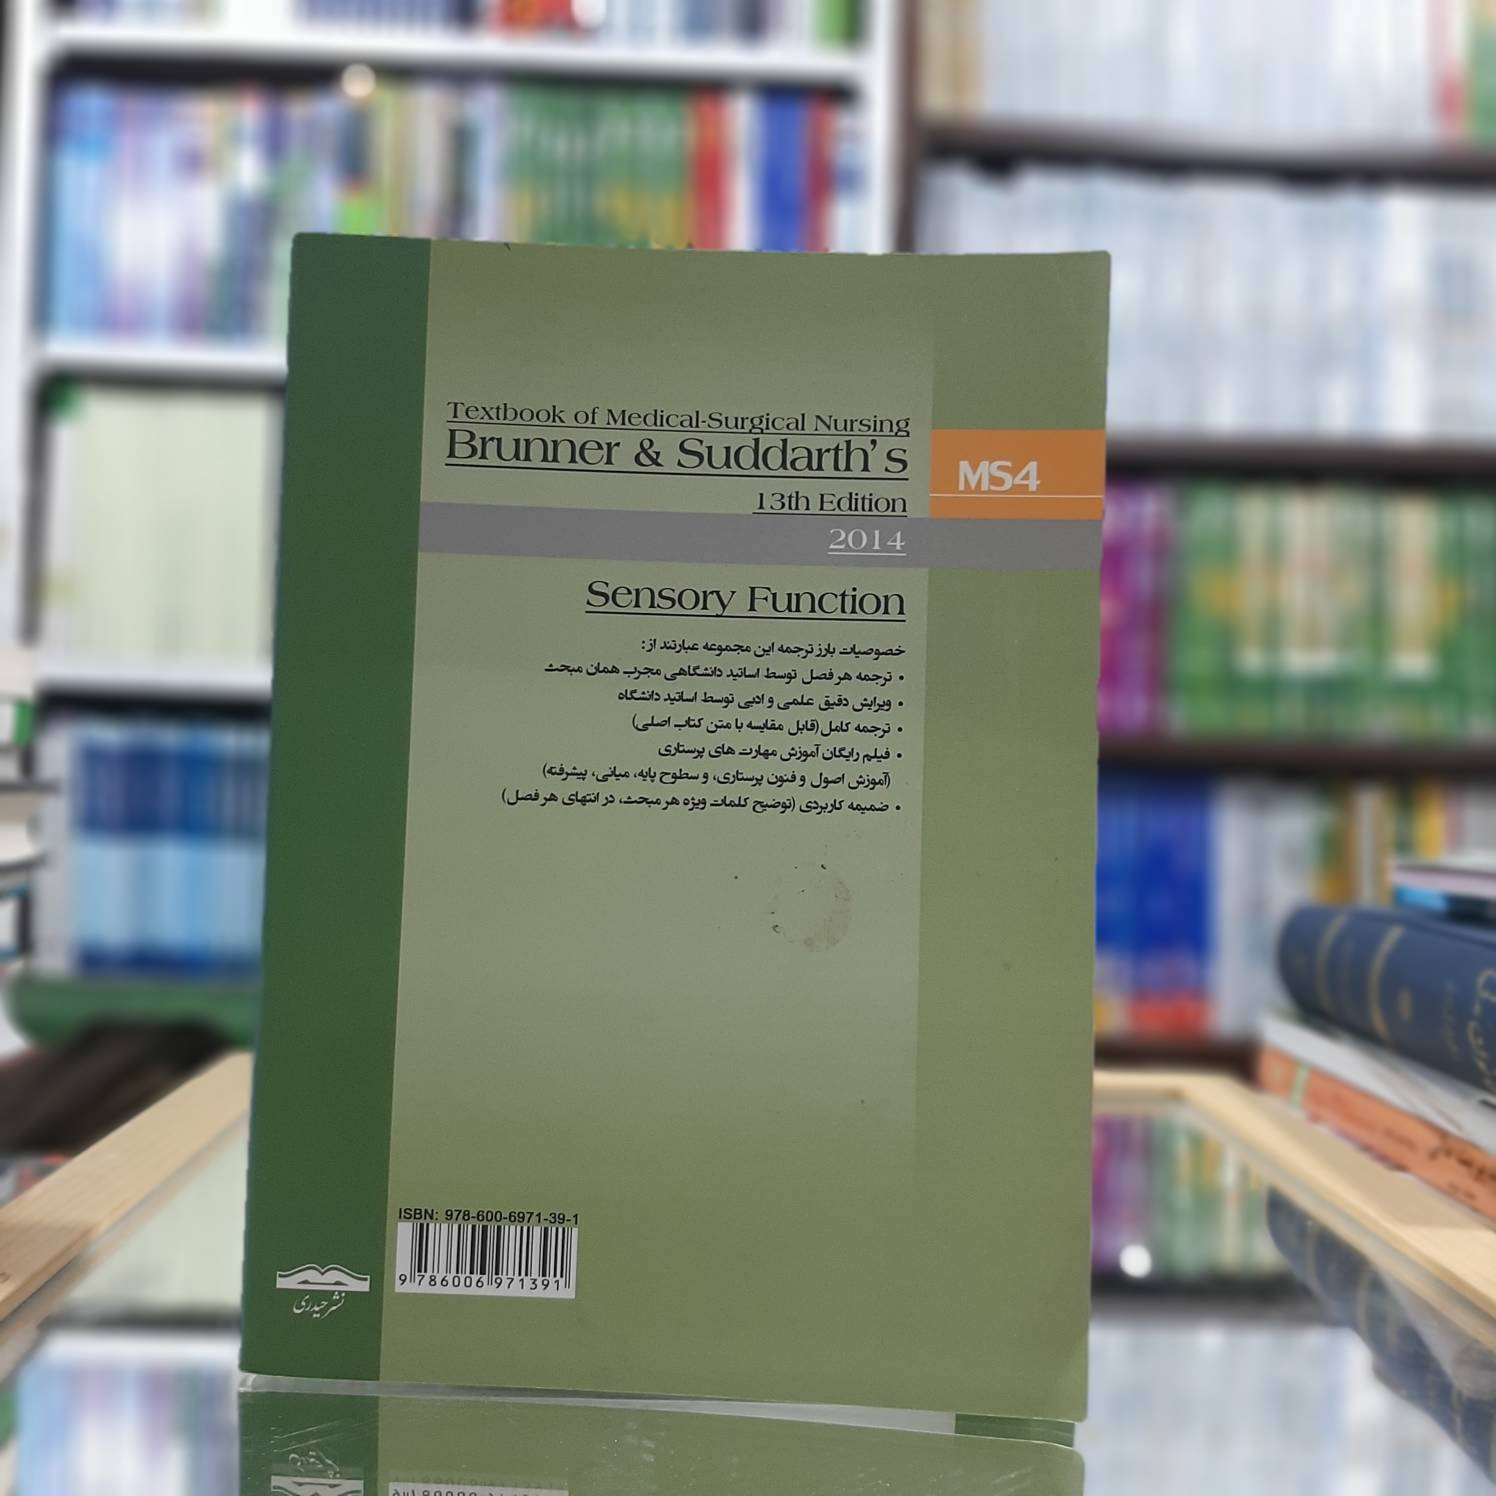 Textbook of Medical-Surgical Nursing
Brunner & Suddarth's
13th Edition
2014
MS4
Sensory Function
خصوصیات بارز ترجمه این مجموعه عبارتند از:
• ترجمه هر فصل توسط اساتید دانشگاهی مجرب همان مبحث
• ویرایش دقیق علمی و ادبی توسط اساتید دانشگاه
• ترجمه کامل (قابل مقایسه با متن کتاب اصلی)
• فیلم رایگان آموزش مهارت های پرستاری
(آموزش اصول و فنون پرستاری، و سطوح پایه، میانی، پیشرفته)
• ضمیمه کاربردی (توضیح کلمات ویژه هر مبحث، در انتهای هر فصل)
ISBN: 978-600-6971-39-1
9 786006 971391
نشر حیدری